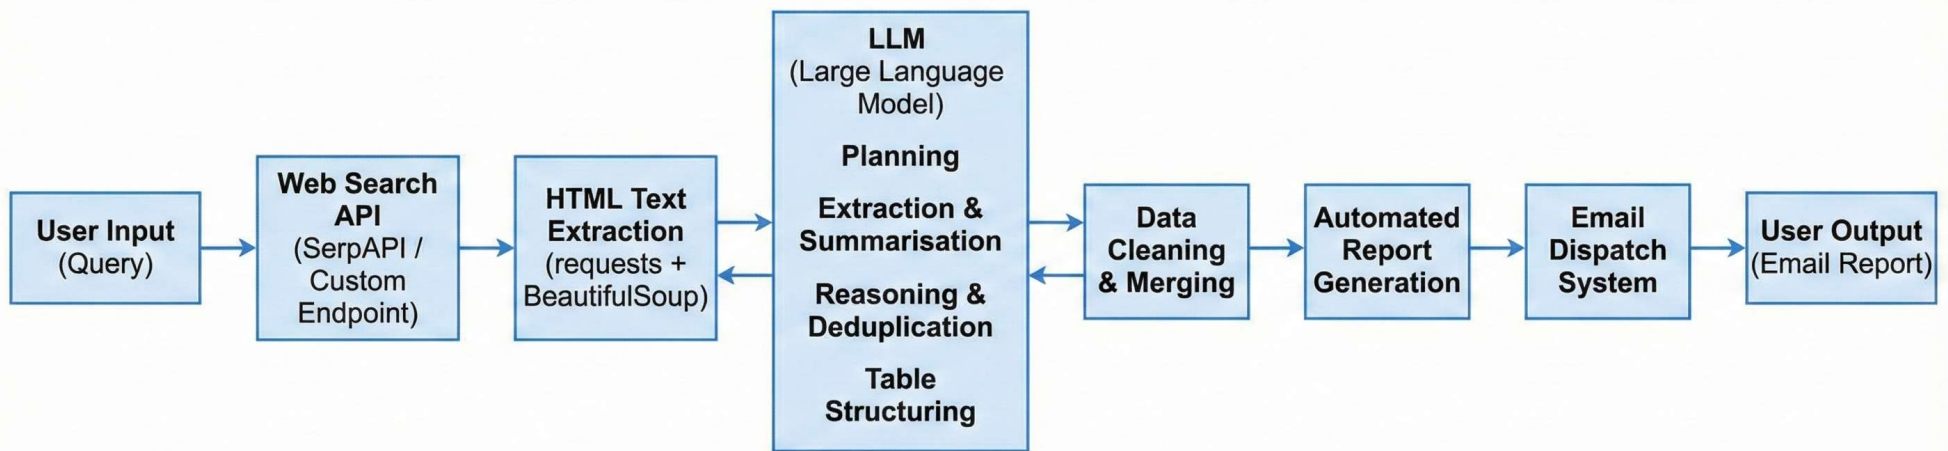 User Input
(Query)
Web Search
API
(SerpAPI /
Custom
Endpoint)
HTML Text
Extraction
(requests +
BeautifulSoup)
LLM
(Large Language
Model)
Planning
Extraction &
Summarisation
Reasoning &
Deduplication
Table
Structuring
Data
Cleaning
& Merging
Automated
Report
Generation
Email
Dispatch
System
User Output
(Email Report)